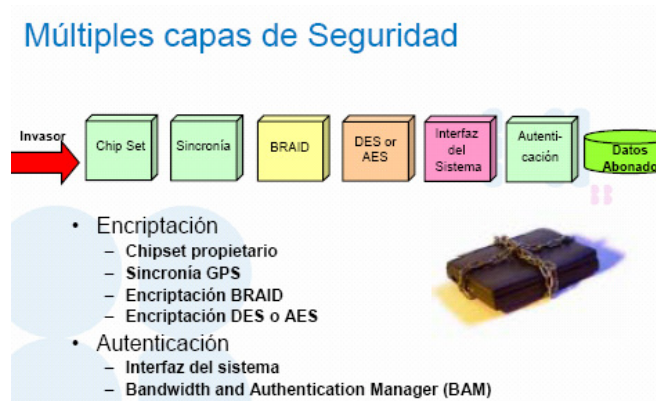 Múltiples capas de Seguridad
Invasor
Chip Set
Sincronía
BRAID
DES or
AES
Interfaz
del
Sistema
Autenti-
cación
Datos
Abonado
• Encriptación
– Chipset propietario
– Sincronía GPS
– Encriptación BRAID
– Encriptación DES o AES
• Autenticación
– Interfaz del sistema
– Bandwidth and Authentication Manager (BAM)